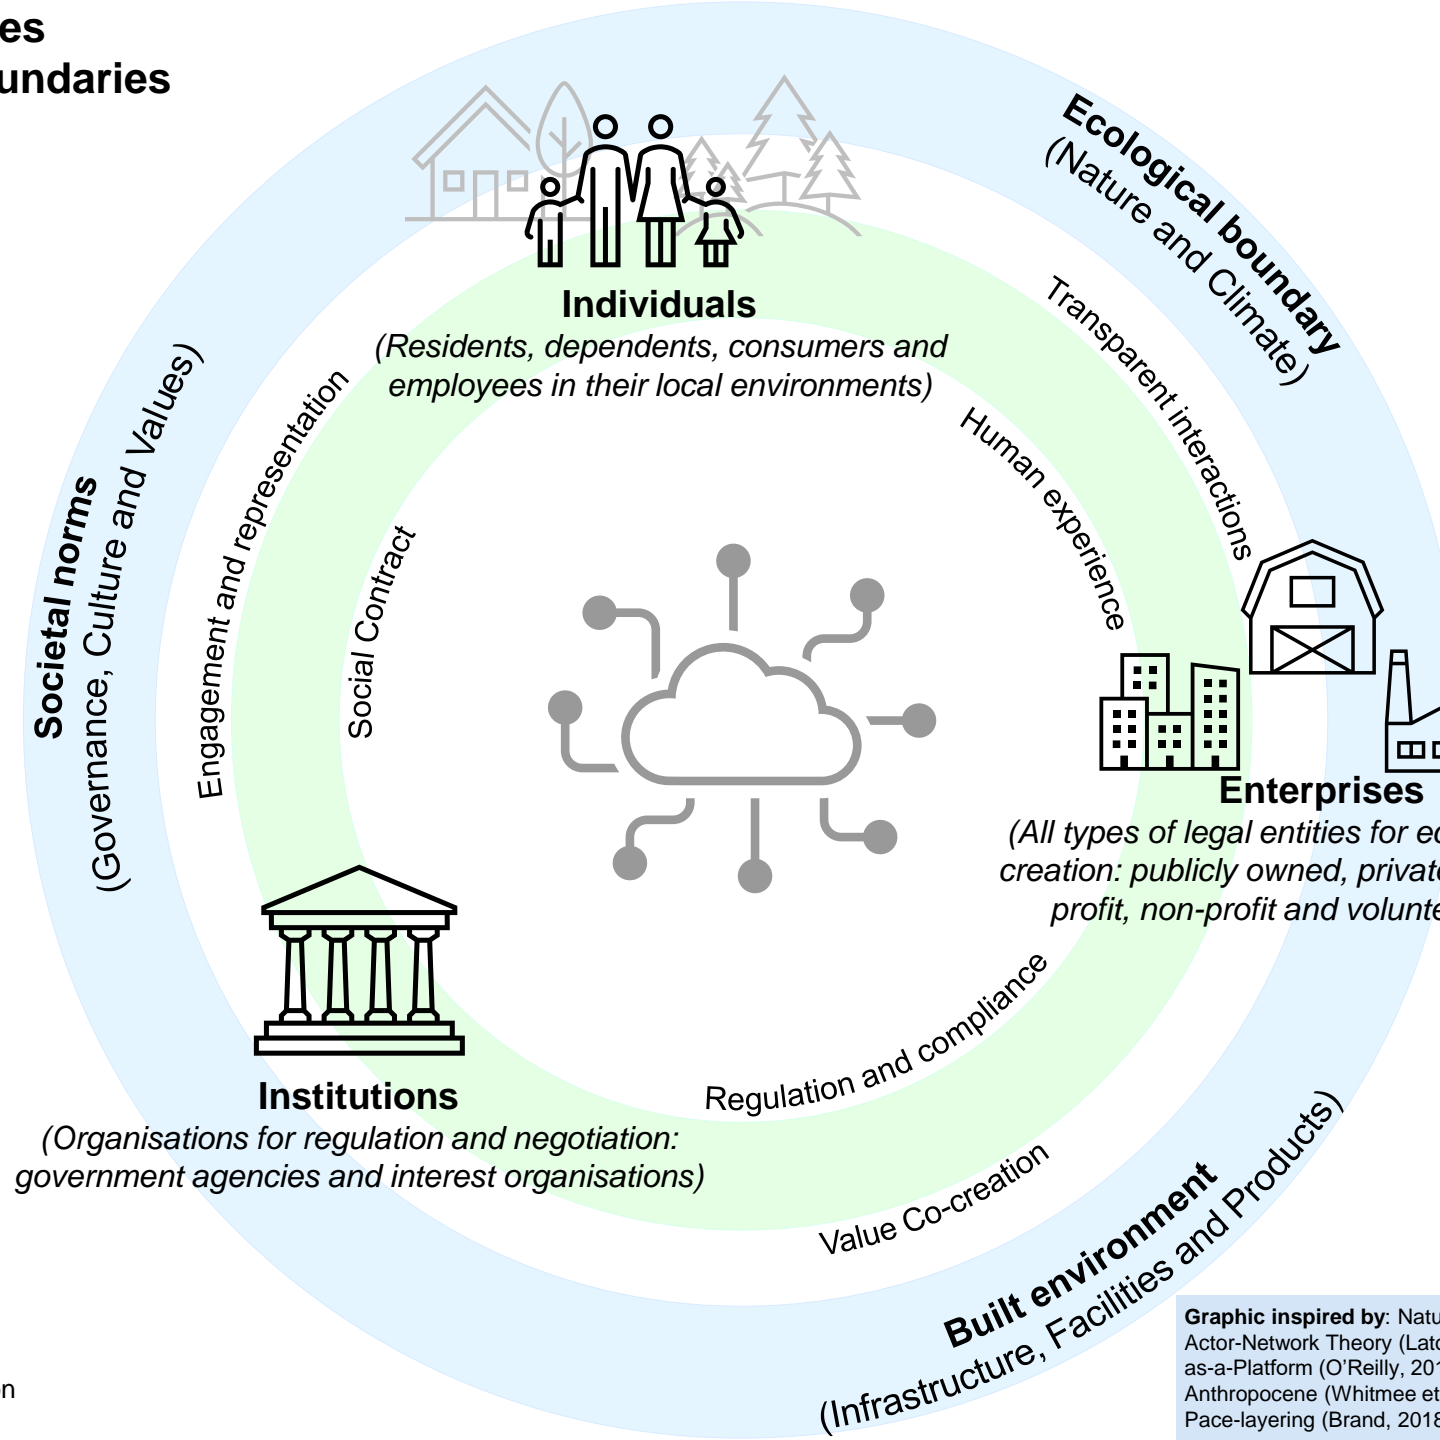 es
undaries
Ecological boundary
(Nature and Climate)
Individuals
(Residents, dependents, consumers and
employees in their local environments)
Transparent interactions
Human experience
Societal norms
(Governance, Culture and Values)
Engagement and representation
Social Contract
Enterprises
(All types of legal entities for ec
creation: publicly owned, private
profit, non-profit and volunte
Regulation and compliance
Institutions
(Organisations for regulation and negotiation:
government agencies and interest organisations)
Value Co-creation
Built environment
(Infrastructure, Facilities and Products)
Graphic inspired by: Natu
Actor-Network Theory (Lato
as-a-Platform (O’Reilly, 201
Anthropocene (Whitmee et
Pace-layering (Brand, 2018
n